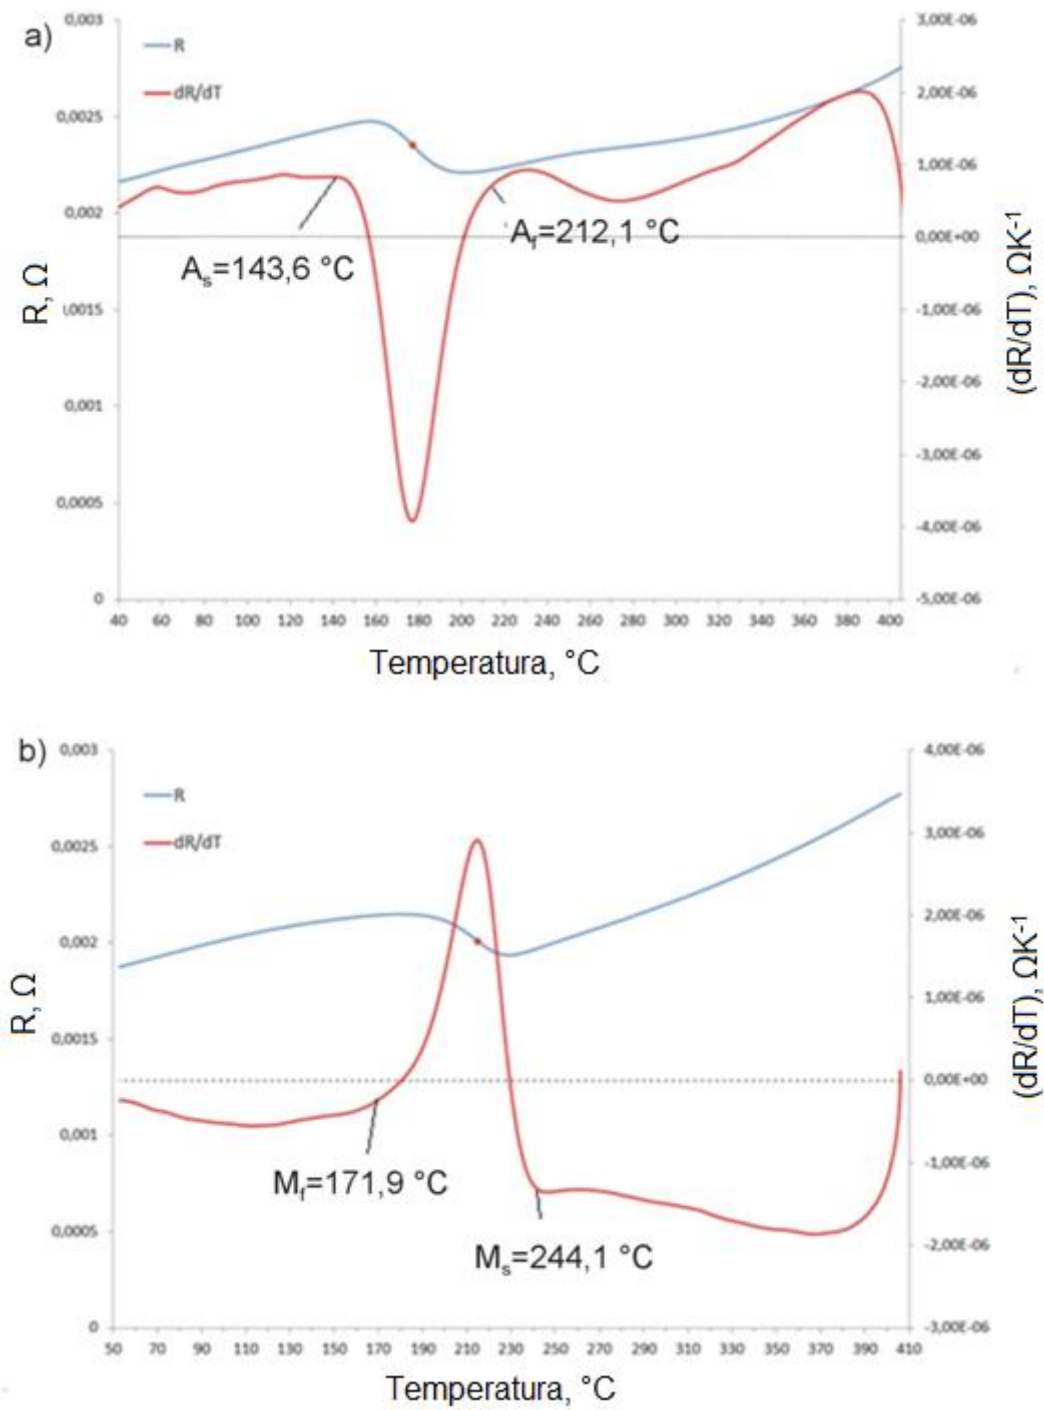 a)
R
dR/dT
0,003
0,0025
0,002
,0015
0,001
0,0005
0
R, Ω
3,00E-06
2,00E-06
1,00E-06
0,00E+00
-1,00E-06
-2,00E-06
-3,00E-06
-4,00E-06
-5,00E-06
(dR/dT), ΩK⁻¹
Aₛ=143,6 °C
A_f=212,1 °C
40 60 80 100 120 140 160 180 200 220 240 260 280 300 320 340 360 380 400
Temperatura, °C
b)
R
dR/dT
0,003
0,0025
0,002
0,0015
0,001
0,0005
0
R, Ω
4,00E-06
3,00E-06
2,00E-06
1,00E-06
0,00E+00
-1,00E-06
-2,00E-06
-3,00E-06
(dR/dT), ΩK⁻¹
M_f=171,9 °C
Mₛ=244,1 °C
50 70 90 110 130 150 170 190 210 230 250 270 290 310 330 350 370 390 410
Temperatura, °C